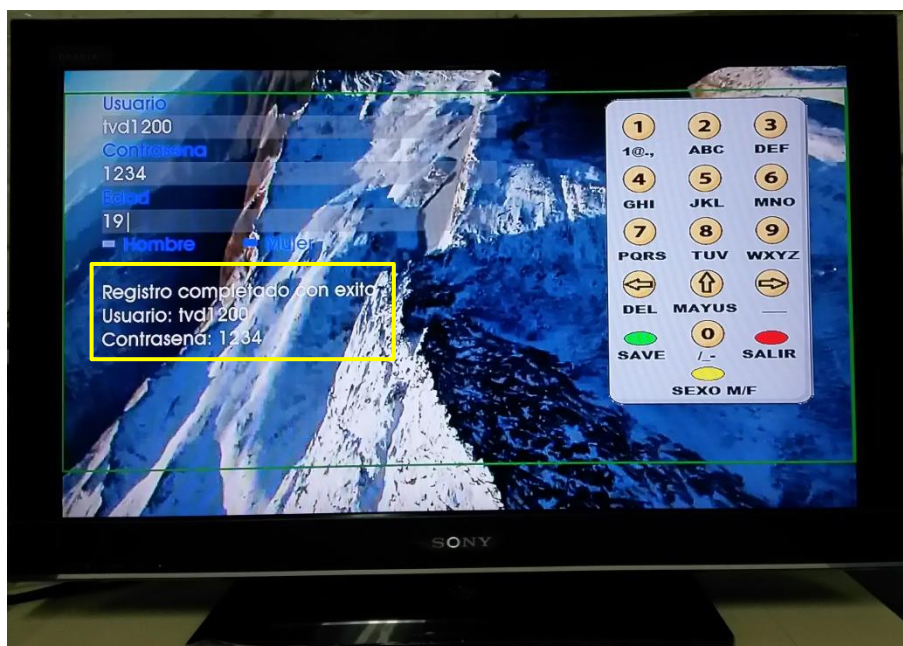 Usuario
tvd1200
Contrasena
1234
Edad
19|
Hombre Mujer
Registro completado con exito
Usuario: tvd1200
Contrasena: 1234
1 2 3
1@., ABC DEF
4 5 6
GHI JKL MNO
7 8 9
PQRS TUV WXYZ
DEL MAYUS __
0
SAVE /_- SALIR
SEXO M/F
SONY